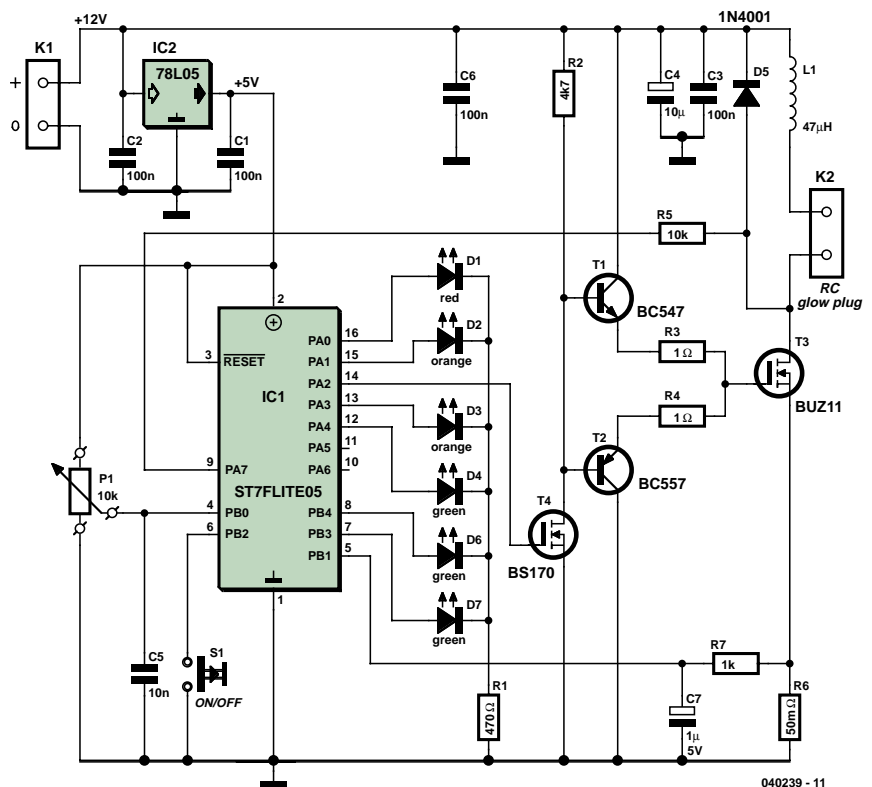 +12V
1N4001
K1
IC2
78L05
+5V
+
0
C2
100n
C1
100n
C6
100n
R2
4k7
C4
10µ
C3
100n
D5
L1
47µH
K2
RC
glow plug
R5
10k
D1
red
D2
orange
D3
orange
D4
green
D6
green
D7
green
T1
BC547
R3
1Ω
R4
1Ω
T3
BUZ11
T2
BC557
T4
BS170
2
3
RESET
IC1
ST7FLITE05
PA0
16
PA1
15
PA2
14
PA3
13
PA4
12
PA5
11
PA6
10
9
PA7
4
PB0
6
PB2
PB4
8
PB3
7
PB1
5
1
P1
10k
C5
10n
S1
ON/OFF
R1
470Ω
R7
1k
C7
1µ
5V
R6
50mΩ
040239 - 11